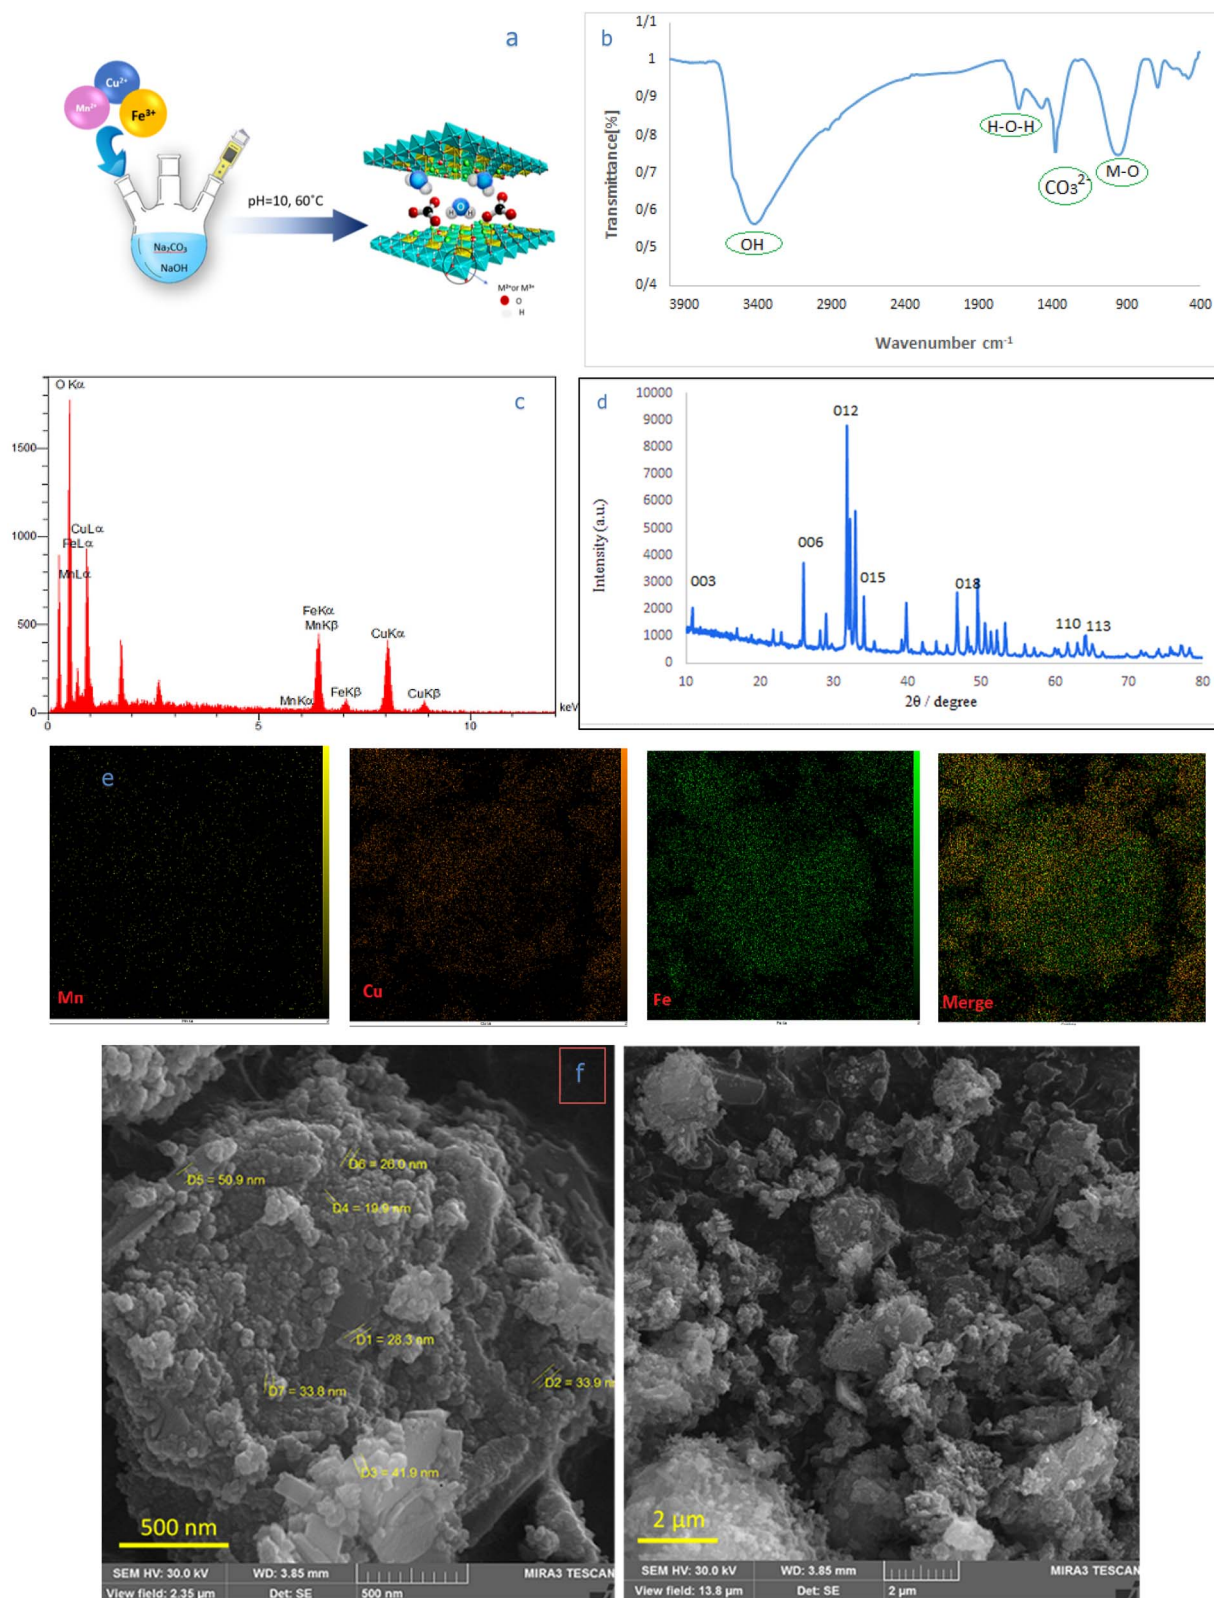 a
Cu²⁺
Mn²⁺
Fe³⁺
pH=10, 60˚C
Na₂CO₃
NaOH
O
H H
M²⁺or M³⁺
O
H
b
Transmittance[%]
1/1
1
0/9
0/8
0/7
0/6
0/5
0/4
OH
H-O-H
CO₃²⁻
M-O
3900 3400 2900 2400 1900 1400 900 400
Wavenumber cm⁻¹
c
O Kα
1500
1000
500
0
CuLα
FeLα
MnLα
FeKα
MnKβ
MnKα
FeKβ
CuKα
CuKβ
0 5 10 keV
d
Intensity (a.u.)
10000
9000
8000
7000
6000
5000
4000
3000
2000
1000
0
003
006
012
015
018
110
113
10 20 30 40 50 60 70 80
2θ / degree
e
Mn
Cu
Fe
Merge
f
D6 = 26.0 nm
D5 = 50.9 nm
D4 = 19.9 nm
D1 = 28.3 nm
D2 = 33.9 nm
D7 = 33.8 nm
D3 = 41.9 nm
500 nm
SEM HV: 30.0 kV WD: 3.85 mm MIRA3 TESCAN
View field: 2.35 µm Det: SE 500 nm
2 µm
SEM HV: 30.0 kV WD: 3.85 mm MIRA3 TESCAN
View field: 13.8 µm Det: SE 2 µm